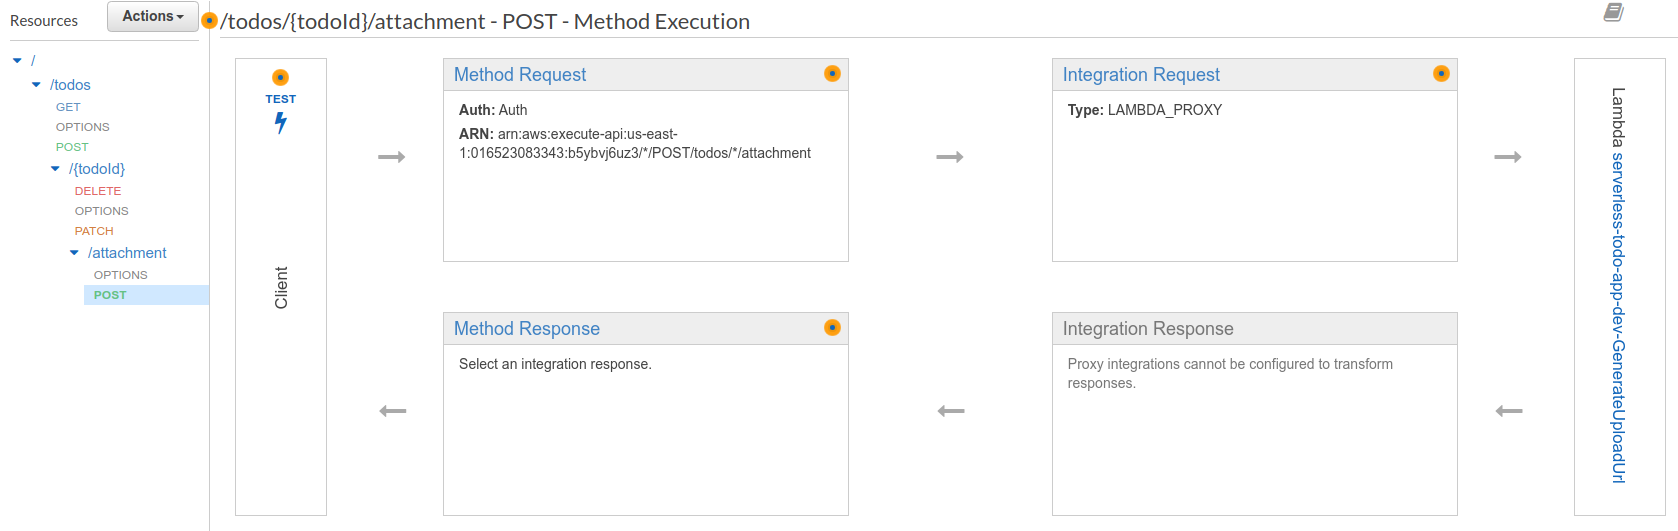 Resources
Actions
/todos/{todoId}/attachment - POST - Method Execution
/
/todos
GET
OPTIONS
POST
/{todoId}
DELETE
OPTIONS
PATCH
/attachment
OPTIONS
POST
TEST
Client
Method Request
Auth: Auth
ARN: arn:aws:execute-api:us-east-
1:016523083343:b5ybvj6uz3/*/POST/todos/*/attachment
Integration Request
Type: LAMBDA_PROXY
Lambda serverless-todo-app-dev-GenerateUploadUrl
Method Response
Select an integration response.
Integration Response
Proxy integrations cannot be configured to transform
responses.